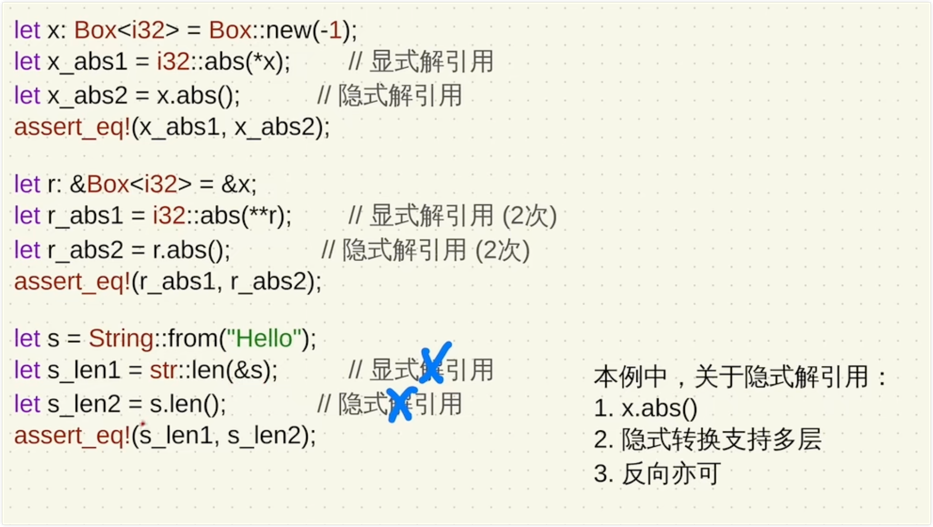 let x: Box<i32> = Box::new(-1);
let x_abs1 = i32::abs(*x); // 显式解引用
let x_abs2 = x.abs(); // 隐式解引用
assert_eq!(x_abs1, x_abs2);
let r: &Box<i32> = &x;
let r_abs1 = i32::abs(**r); // 显式解引用 (2次)
let r_abs2 = r.abs(); // 隐式解引用 (2次)
assert_eq!(r_abs1, r_abs2);
let s = String::from("Hello");
let s_len1 = str::len(&s); // 显式解引用
let s_len2 = s.len(); // 隐式解引用
assert_eq!(s_len1, s_len2);
本例中，关于隐式解引用：
1. x.abs()
2. 隐式转换支持多层
3. 反向亦可